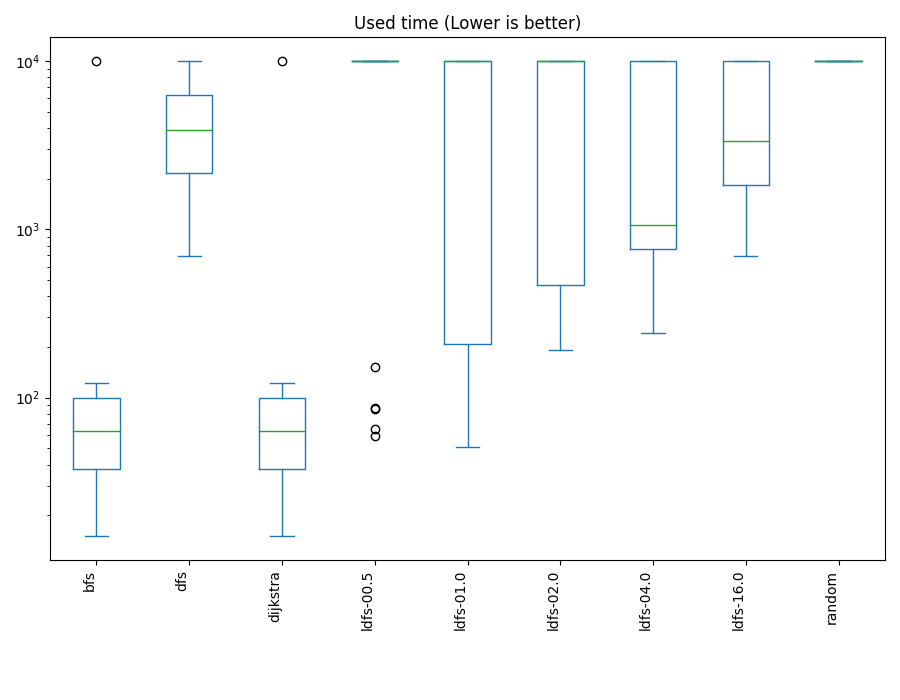 Used time (Lower is better)
10⁴
10³
10²
bfs
dfs
dijkstra
ldfs-00.5
ldfs-01.0
ldfs-02.0
ldfs-04.0
ldfs-16.0
random